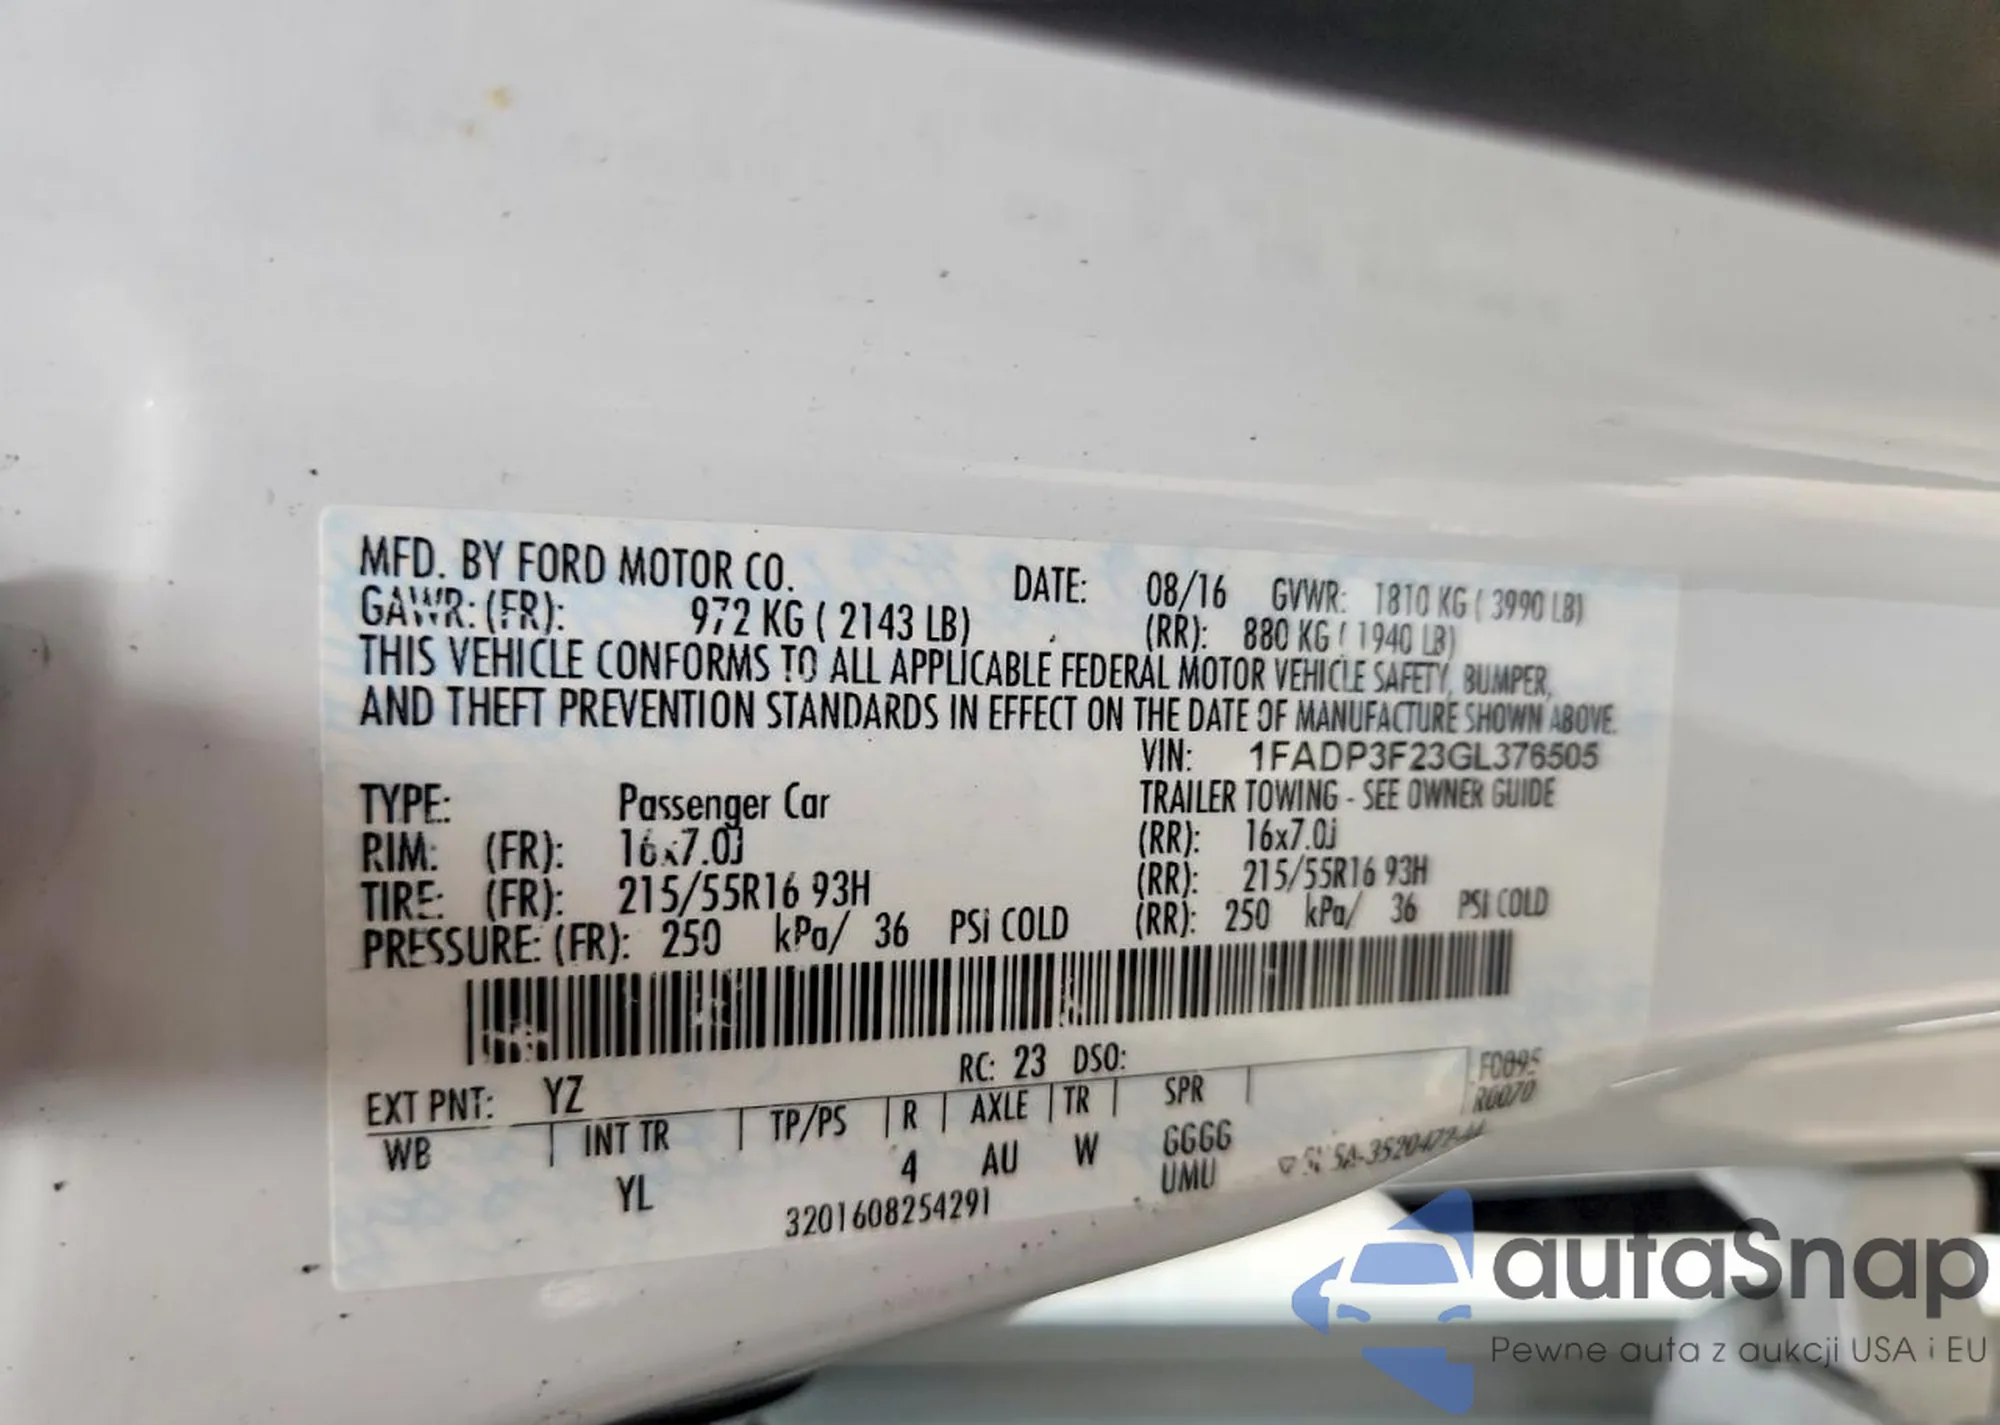 MFD. BY FORD MOTOR CO. DATE: 08/16 GVWR: 1810 KG ( 3990 LB)
GAWR: (FR): 972 KG ( 2143 LB) (RR): 880 KG ( 1940 LB)
THIS VEHICLE CONFORMS TO ALL APPLICABLE FEDERAL MOTOR VEHICLE SAFETY, BUMPER,
AND THEFT PREVENTION STANDARDS IN EFFECT ON THE DATE OF MANUFACTURE SHOWN ABOVE.
VIN: 1FADP3F23GL376505
TYPE: Passenger Car TRAILER TOWING - SEE OWNER GUIDE
RIM: (FR): 16x7.0J (RR): 16x7.0J
TIRE: (FR): 215/55R16 93H (RR): 215/55R16 93H
PRESSURE: (FR): 250 kPa/ 36 PSI COLD (RR): 250 kPa/ 36 PSI COLD
RC: 23 DSO:
EXT PNT: YZ
WB INT TR TP/PS R AXLE TR SPR
YL 4 AU W GGGG
UMU
3201608254291
R0070
autaSnap
Pewne auta z aukcji USA i EU